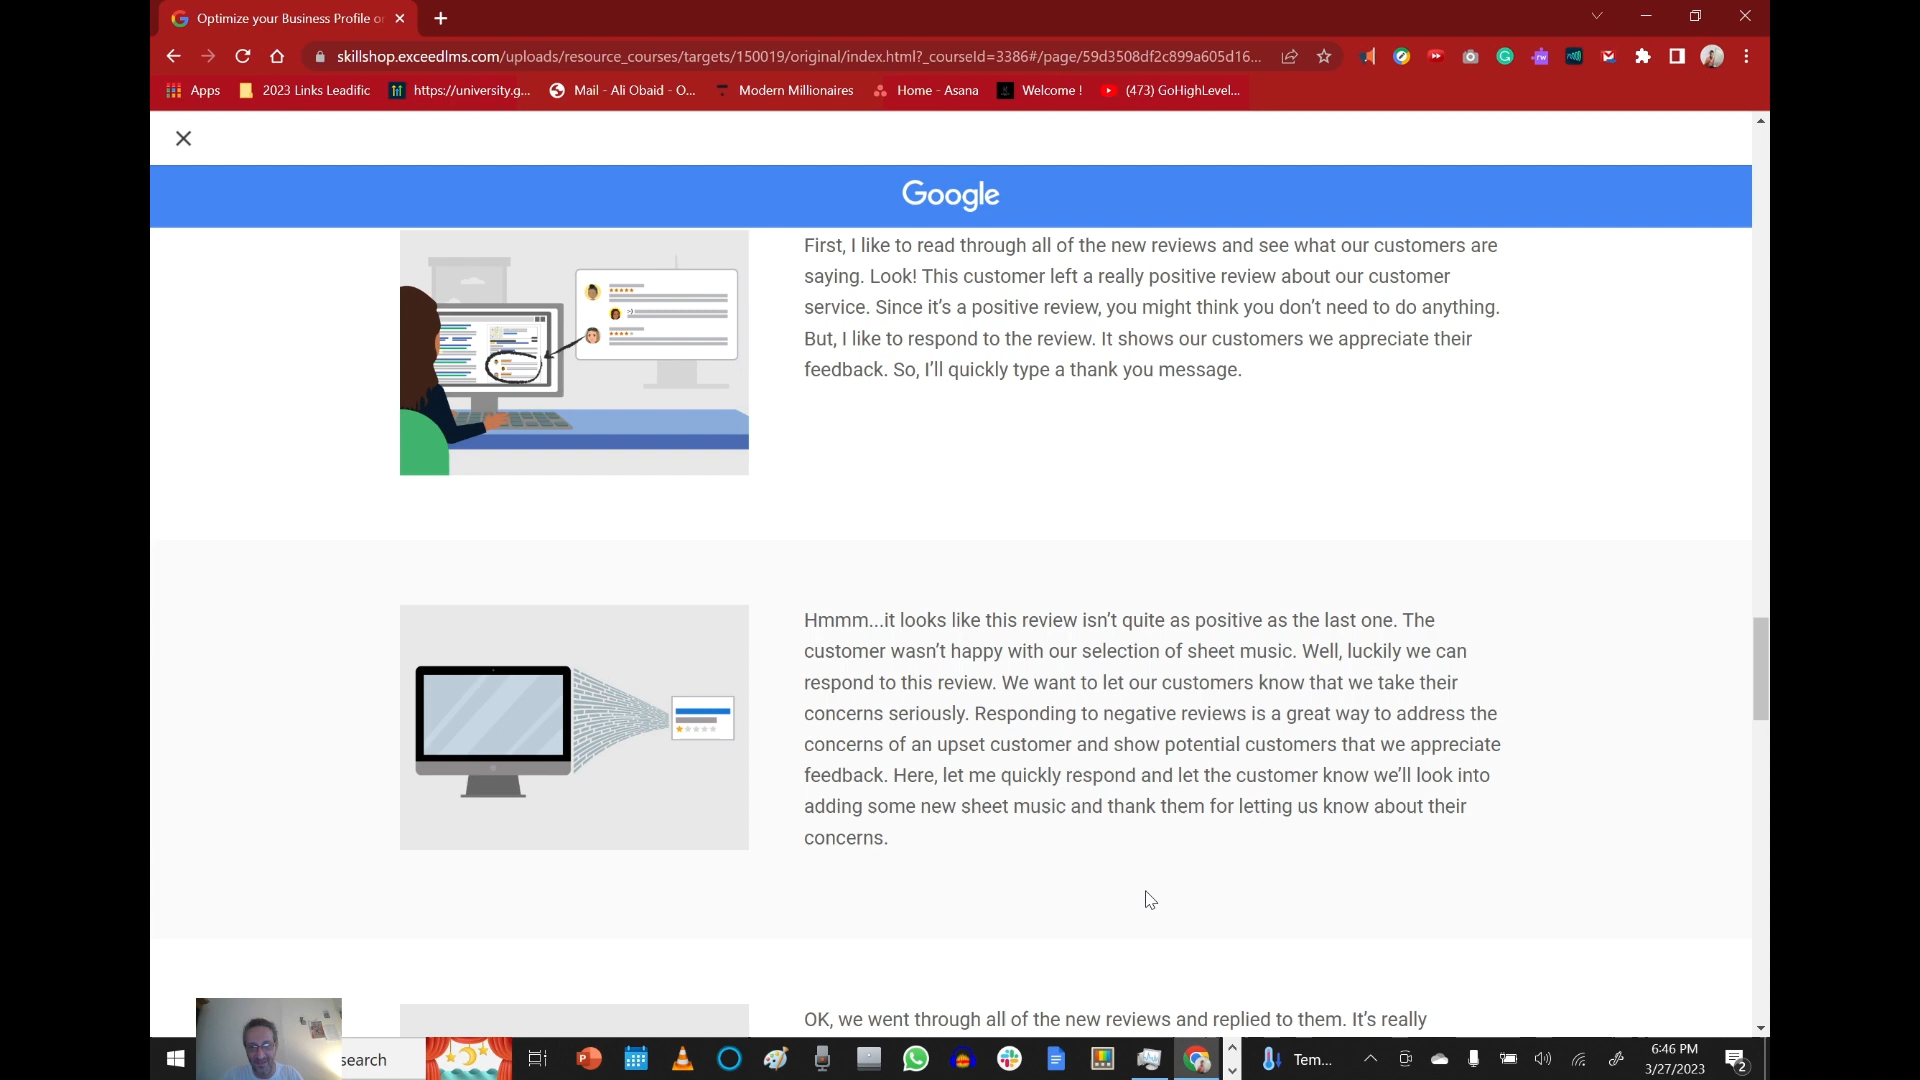 Optimize your Business Profile or
skillshop.exceedlms.com/uploads/resource_courses/targets/150019/original/index.html?_courseId=3386#/page/59d3508df2c899a605d16...
Apps
2023 Links Leadific
https://university.g...
Mail - Ali Obaid - O...
Modern Millionaires
Home - Asana
Welcome !
(473) GoHighLevel...
Google
First, I like to read through all of the new reviews and see what our customers are
saying. Look! This customer left a really positive review about our customer
service. Since it's a positive review, you might think you don't need to do anything.
But, I like to respond to the review. It shows our customers we appreciate their
feedback. So, I'll quickly type a thank you message.
Hmmm...it looks like this review isn't quite as positive as the last one. The
customer wasn't happy with our selection of sheet music. Well, luckily we can
respond to this review. We want to let our customers know that we take their
concerns seriously. Responding to negative reviews is a great way to address the
concerns of an upset customer and show potential customers that we appreciate
feedback. Here, let me quickly respond and let the customer know we'll look into
adding some new sheet music and thank them for letting us know about their
concerns.
OK, we went through all of the new reviews and replied to them. It's really
search
Tem...
6:46 PM
3/27/2023
2